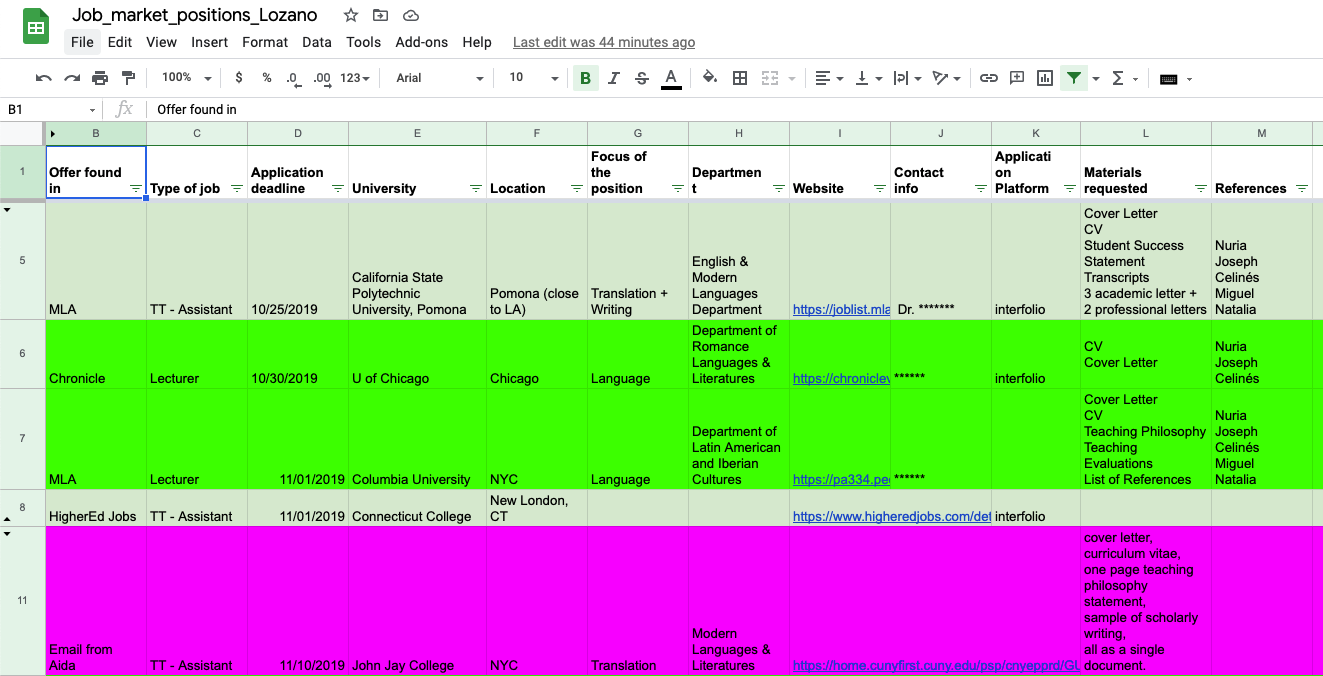 Job_market_positions_Lozano
File Edit View Insert Format Data Tools Add-ons Help Last edit was 44 minutes ago
100% $ % .0 .00 123 Arial 10 B I S A
B1 fx Offer found in
B C D E F G H I J K L M
1
Offer found
in
Type of job
Application
deadline
University
Location
Focus of
the
position
Departmen
t
Website
Contact
info
Applicati
on
Platform
Materials
requested
References
5
MLA
TT - Assistant
10/25/2019
California State
Polytechnic
University, Pomona
Pomona (close
to LA)
Translation +
Writing
English &
Modern
Languages
Department
https://joblist.mla
Dr. *******
interfolio
Cover Letter
CV
Student Success
Statement
Transcripts
3 academic letter +
2 professional letters
Nuria
Joseph
Celinés
Miguel
Natalia
6
Chronicle
Lecturer
10/30/2019
U of Chicago
Chicago
Language
Department of
Romance
Languages &
Literatures
https://chroniclev
******
interfolio
CV
Cover Letter
Nuria
Joseph
Celinés
7
MLA
Lecturer
11/01/2019
Columbia University
NYC
Language
Department of
Latin American
and Iberian
Cultures
https://pa334.pe
******
Cover Letter
CV
Teaching Philosophy
Teaching
Evaluations
List of References
Nuria
Joseph
Celinés
Miguel
Natalia
8
HigherEd Jobs
TT - Assistant
11/01/2019
Connecticut College
New London,
CT
https://www.higheredjobs.com/det
interfolio
11
Email from
Aida
TT - Assistant
11/10/2019
John Jay College
NYC
Translation
Modern
Languages &
Literatures
https://home.cunyfirst.cuny.edu/psp/cnyepprd/GU
cover letter,
curriculum vitae,
one page teaching
philosophy
statement,
sample of scholarly
writing,
all as a single
document.